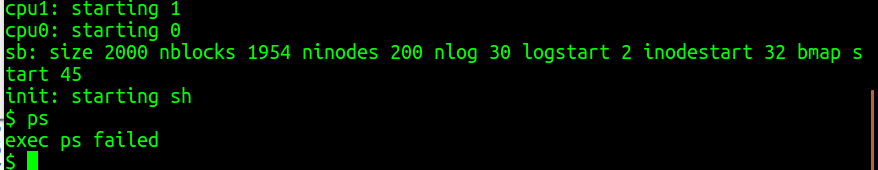 cpu1: starting 1
cpu0: starting 0
sb: size 2000 nblocks 1954 ninodes 200 nlog 30 logstart 2 inodestart 32 bmap s
tart 45
init: starting sh
$ ps
exec ps failed
$